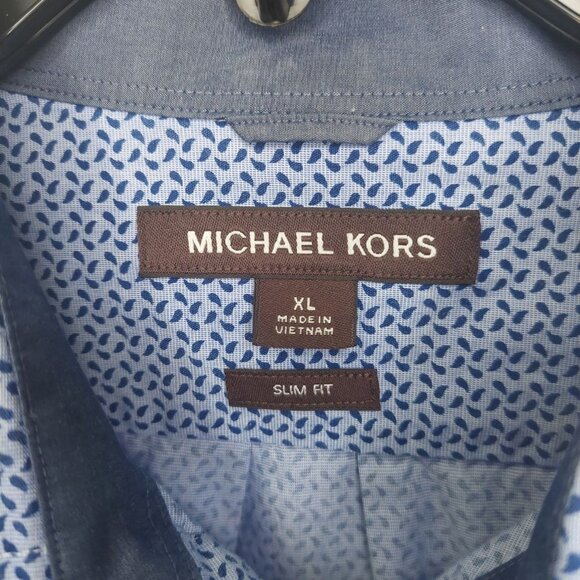 MICHAEL KORS
XL
MADE IN
VIETNAM
SLIM FIT